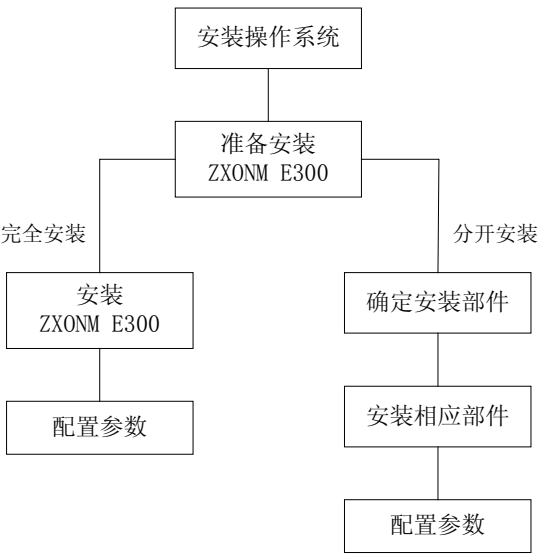 安装操作系统
准备安装
ZXONM E300
完全安装
分开安装
安装
ZXONM E300
确定安装部件
配置参数
安装相应部件
配置参数